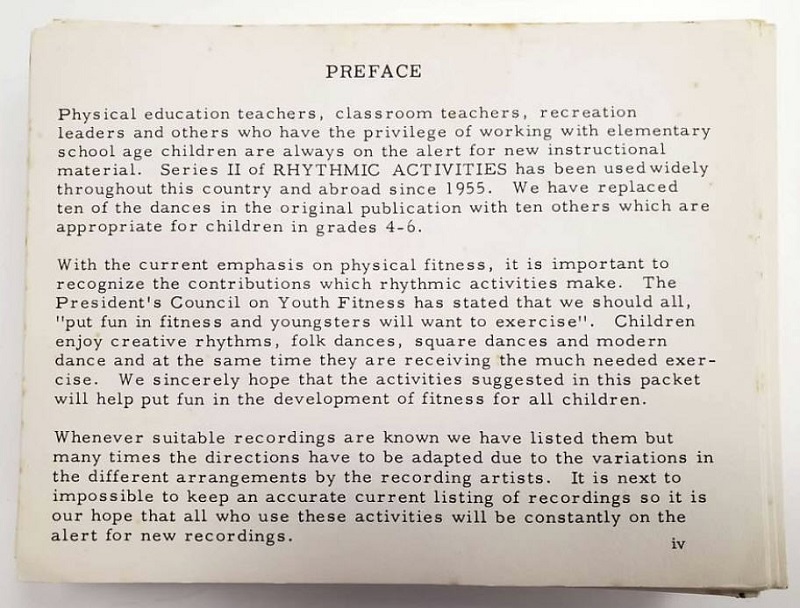 PREFACE
Physical education teachers, classroom teachers, recreation
leaders and others who have the privilege of working with elementary
school age children are always on the alert for new instructional
material. Series II of RHYTHMIC ACTIVITIES has been used widely
throughout this country and abroad since 1955. We have replaced
ten of the dances in the original publication with ten others which are
appropriate for children in grades 4-6.
With the current emphasis on physical fitness, it is important to
recognize the contributions which rhythmic activities make. The
President's Council on Youth Fitness has stated that we should all,
"put fun in fitness and youngsters will want to exercise". Children
enjoy creative rhythms, folk dances, square dances and modern
dance and at the same time they are receiving the much needed exer-
cise. We sincerely hope that the activities suggested in this packet
will help put fun in the development of fitness for all children.
Whenever suitable recordings are known we have listed them but
many times the directions have to be adapted due to the variations in
the different arrangements by the recording artists. It is next to
impossible to keep an accurate current listing of recordings so it is
our hope that all who use these activities will be constantly on the
alert for new recordings.
iv